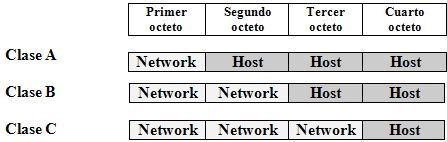 Primer octeto Segundo octeto Tercer octeto Cuarto octeto
Clase A Network Host Host Host
Clase B Network Network Host Host
Clase C Network Network Network Host